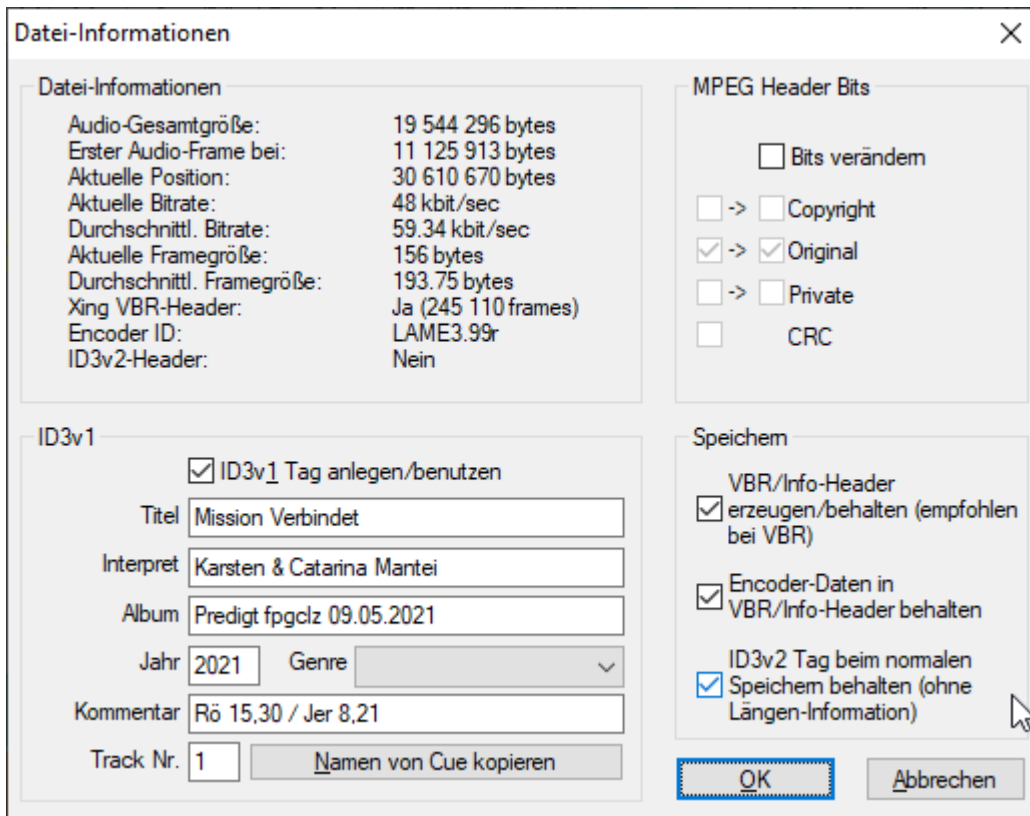 Datei-Informationen
Datei-Informationen
Audio-Gesamtgröße: 19 544 296 bytes
Erster Audio-Frame bei: 11 125 913 bytes
Aktuelle Position: 30 610 670 bytes
Aktuelle Bitrate: 48 kbit/sec
Durchschnittl. Bitrate: 59.34 kbit/sec
Aktuelle Framegröße: 156 bytes
Durchschnittl. Framegröße: 193.75 bytes
Xing VBR-Header: Ja (245 110 frames)
Encoder ID: LAME3.99r
ID3v2-Header: Nein
MPEG Header Bits
Bits verändern
-> Copyright
-> Original
-> Private
CRC
ID3v1
ID3v1 Tag anlegen/benutzen
Titel Mission Verbindet
Interpret Karsten & Catarina Mantei
Album Predigt fpgclz 09.05.2021
Jahr 2021 Genre
Kommentar Rö 15,30 / Jer 8,21
Track Nr. 1 Namen von Cue kopieren
Speichern
VBR/Info-Header
erzeugen/behalten (empfohlen
bei VBR)
Encoder-Daten in
VBR/Info-Header behalten
ID3v2 Tag beim normalen
Speichern behalten (ohne
Längen-Information)
OK Abbrechen